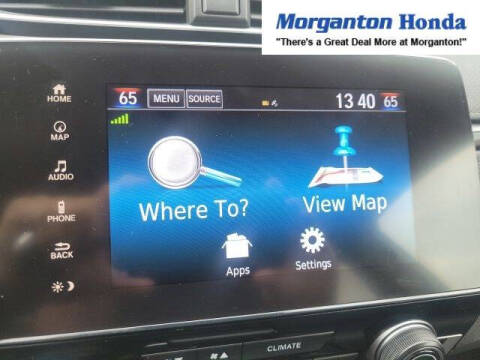 Morganton Honda
"There's a Great Deal More at Morganton!"
65 MENU SOURCE 13 40 65
HOME
MAP
AUDIO
PHONE
BACK
Where To?
View Map
Apps
Settings
CLIMATE